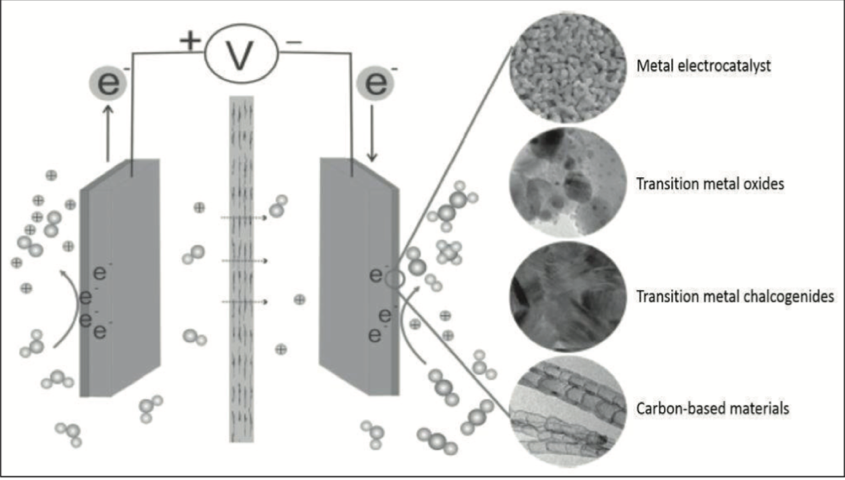 + V −
e-
e-
Metal electrocatalyst
Transition metal oxides
Transition metal chalcogenides
Carbon-based materials
e-
e-
e-
e-
e-
e-
e-